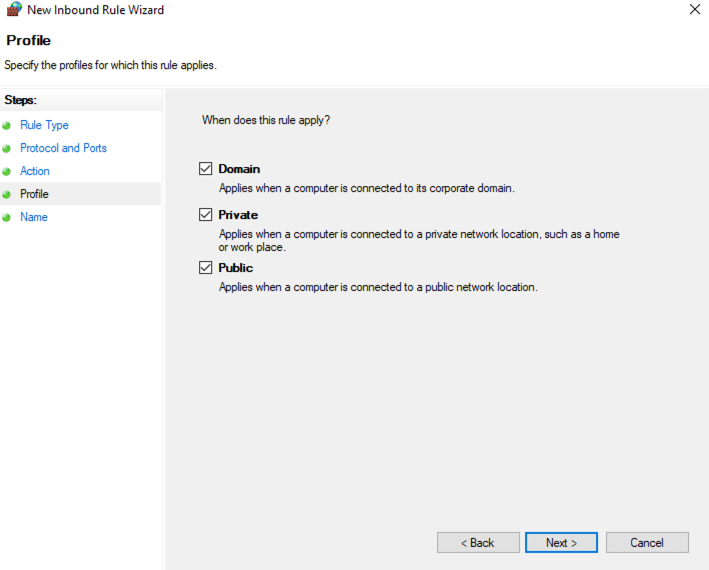 New Inbound Rule Wizard
Profile
Specify the profiles for which this rule applies.
Steps:
Rule Type
Protocol and Ports
Action
Profile
Name
When does this rule apply?
Domain
Applies when a computer is connected to its corporate domain.
Private
Applies when a computer is connected to a private network location, such as a home
or work place.
Public
Applies when a computer is connected to a public network location.
< Back
Next >
Cancel